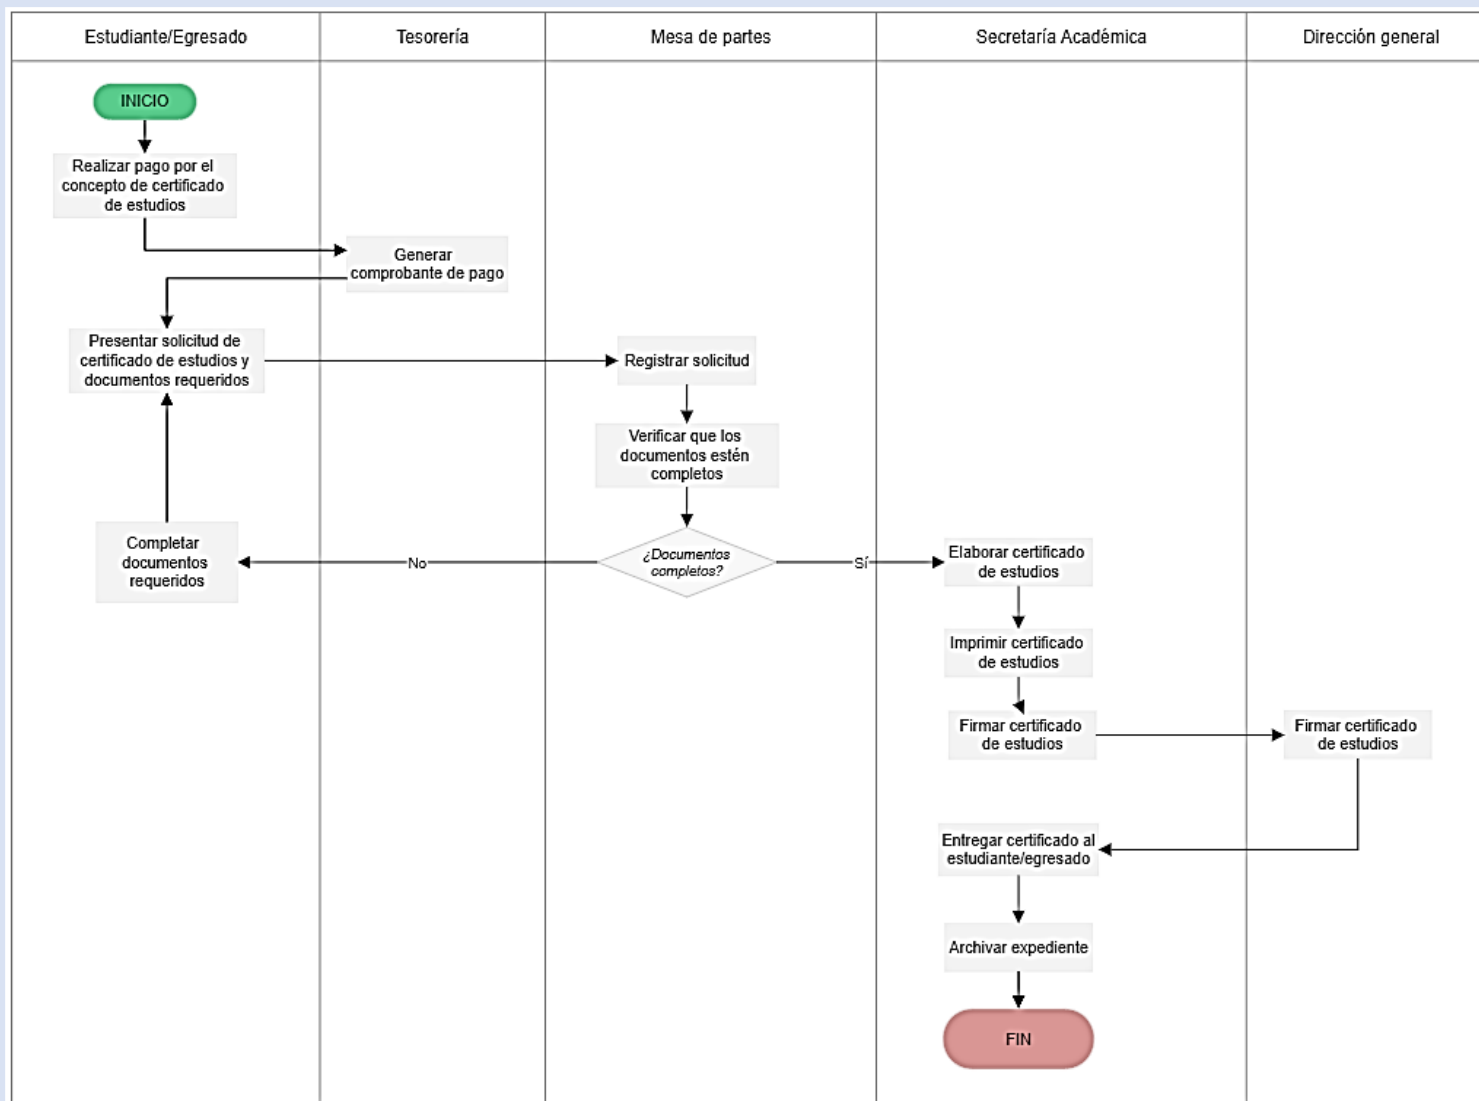 Estudiante/Egresado
Tesorería
Mesa de partes
Secretaría Académica
Dirección general
INICIO
Realizar pago por el
concepto de certificado
de estudios
Generar
comprobante de pago
Presentar solicitud de
certificado de estudios y
documentos requeridos
Registrar solicitud
Verificar que los
documentos estén
completos
¿Documentos
completos?
No
Sí
Completar
documentos
requeridos
Elaborar certificado
de estudios
Imprimir certificado
de estudios
Firmar certificado
de estudios
Firmar certificado
de estudios
Entregar certificado al
estudiante/egresado
Archivar expediente
FIN